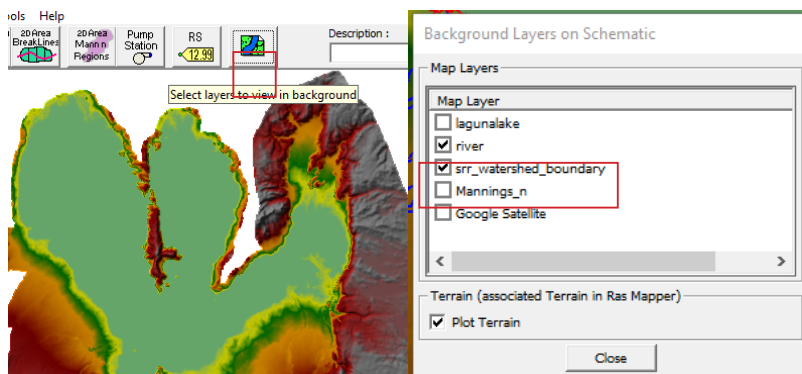 ools Help
2D Area
BreakLines
2D Area
Mann n
Regions
Pump
Station
RS
12.99
Description :
Select layers to view in background
Background Layers on Schematic
Map Layers
Map Layer
lagunalake
river
srr_watershed_boundary
Mannings_n
Google Satellite
Terrain (associated Terrain in Ras Mapper)
Plot Terrain
Close